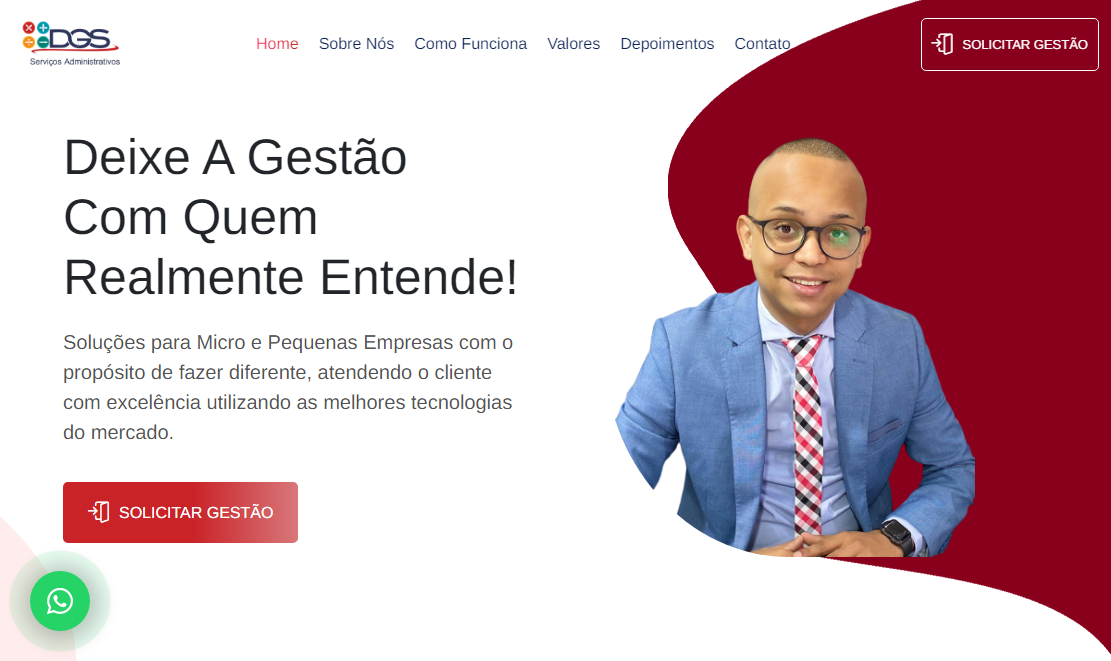 DGS
Serviços Administrativos
Home Sobre Nós Como Funciona Valores Depoimentos Contato
SOLICITAR GESTÃO
Deixe A Gestão
Com Quem
Realmente Entende!
Soluções para Micro e Pequenas Empresas com o
propósito de fazer diferente, atendendo o cliente
com excelência utilizando as melhores tecnologias
do mercado.
SOLICITAR GESTÃO